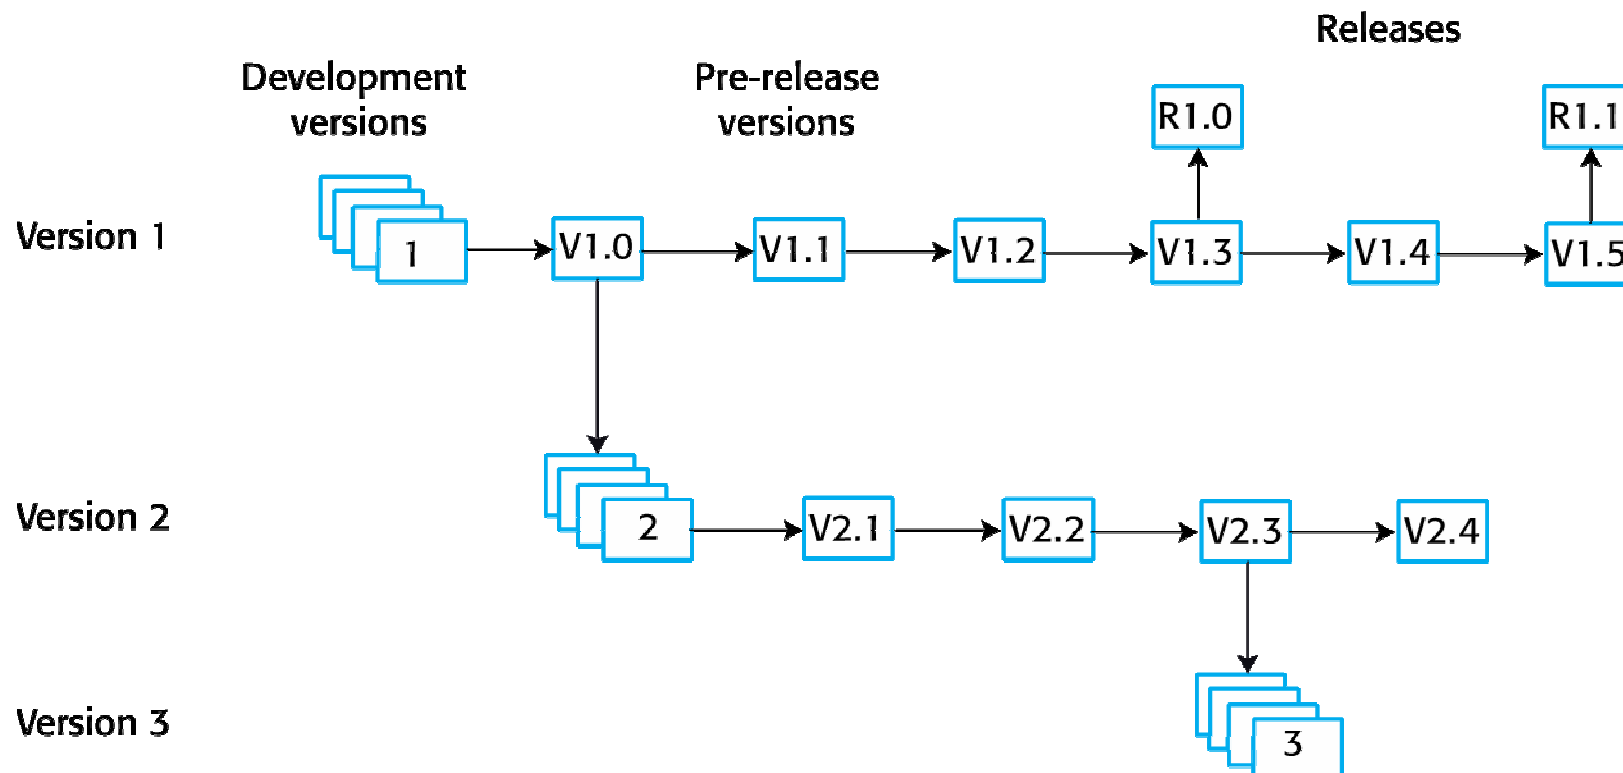 Releases
Development
versions
Pre-release
versions
R1.0
R1.1
Version 1
1
V1.0
V1.1
V1.2
V1.3
V1.4
V1.5
Version 2
2
V2.1
V2.2
V2.3
V2.4
Version 3
3